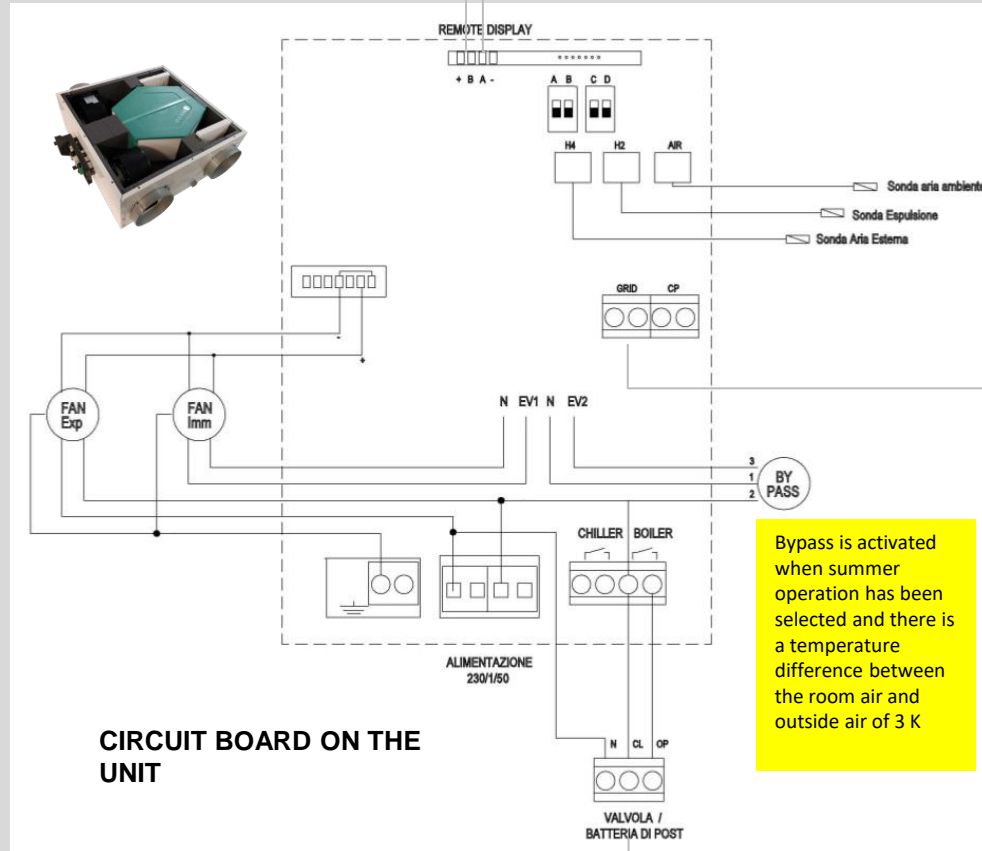 REMOTE DISPLAY
+ B A -
A B C D
H4 H2 AIR
Sonda aria ambiente
Sonda Espulsione
Sonda Aria Esterna
GRID CP
-
+
FAN
Exp
FAN
Imm
N EV1 N EV2
3
1
2
BY
PASS
CHILLER BOILER
Bypass is activated
when summer
operation has been
selected and there is
a temperature
difference between
the room air and
outside air of 3 K
ALIMENTAZIONE
230/1/50
CIRCUIT BOARD ON THE
UNIT
N CL OP
VALVOLA /
BATTERIA DI POST